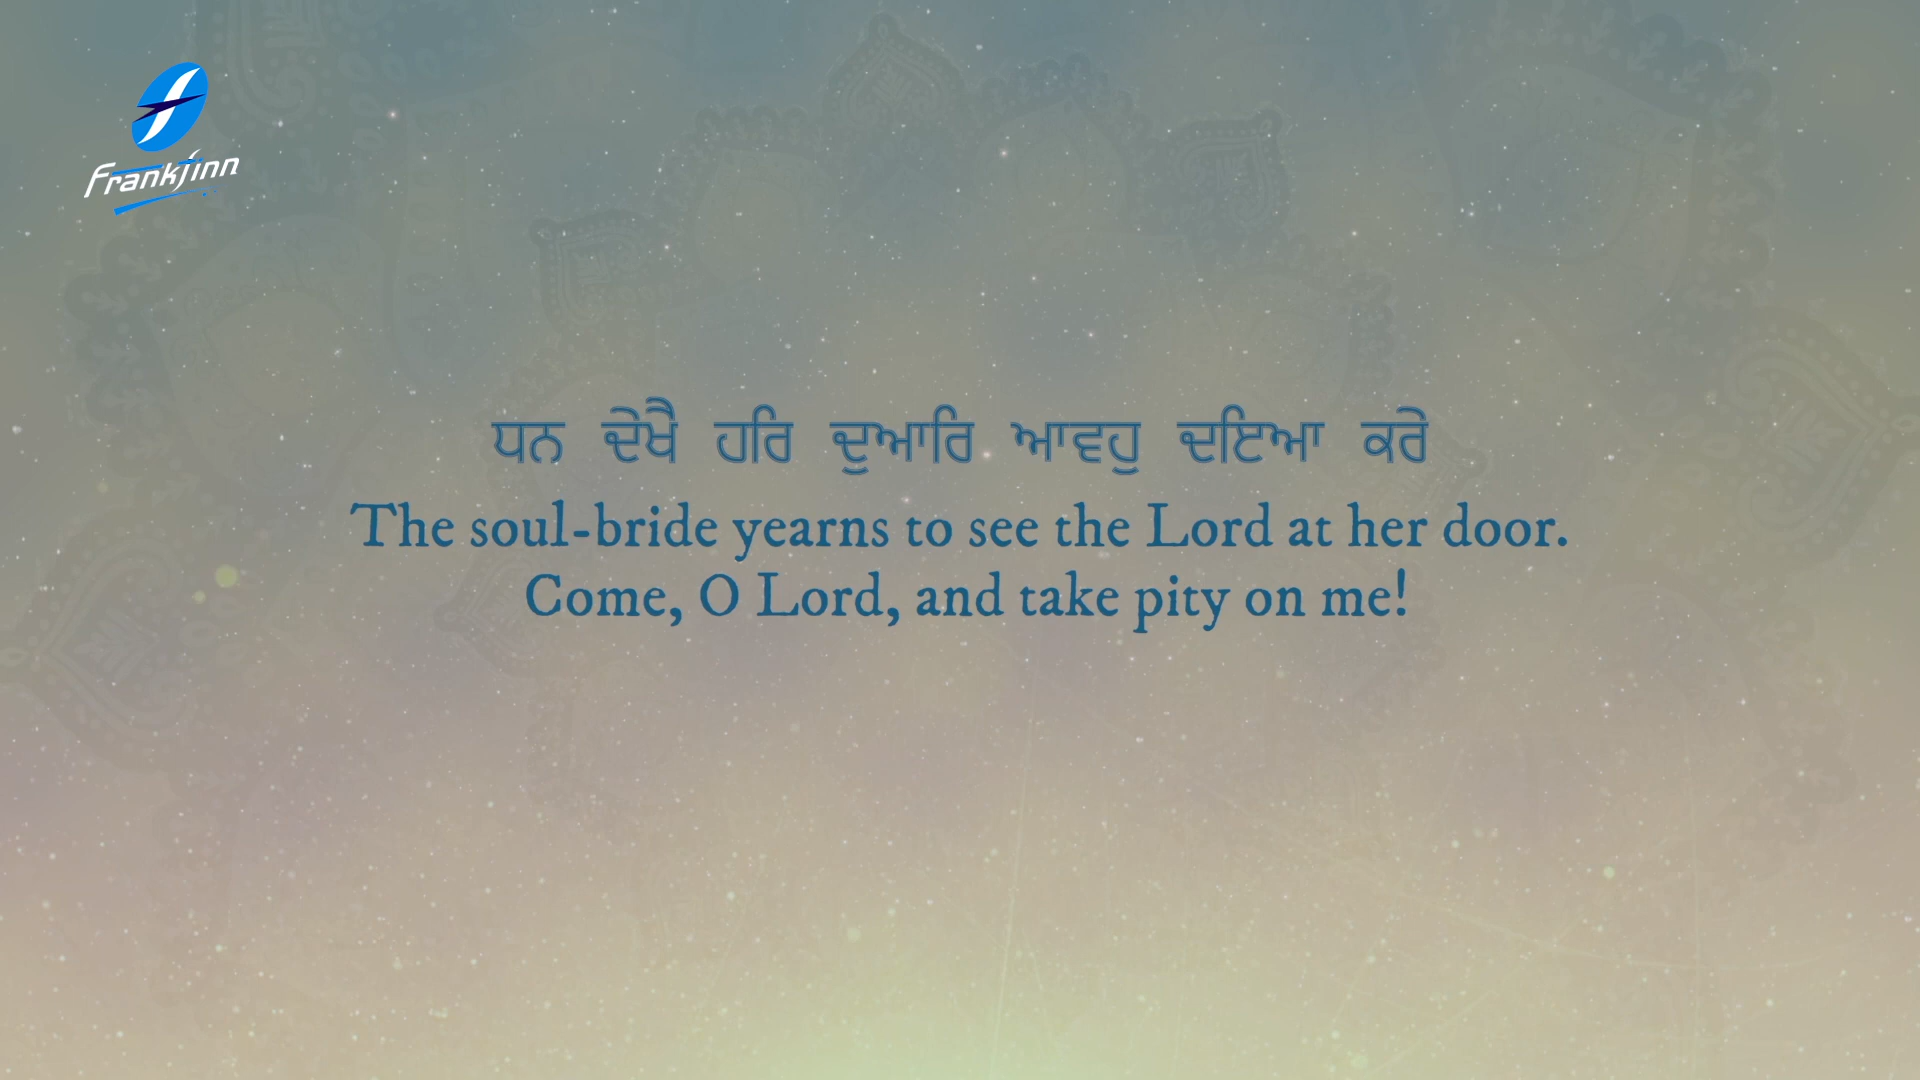 Frankfinn
ਧਨ ਦੇਖੈ ਹਰਿ ਦੁਆਰਿ ਆਵਹੁ ਦਇਆ ਕਰੇ
The soul-bride yearns to see the Lord at her door.
Come, O Lord, and take pity on me!